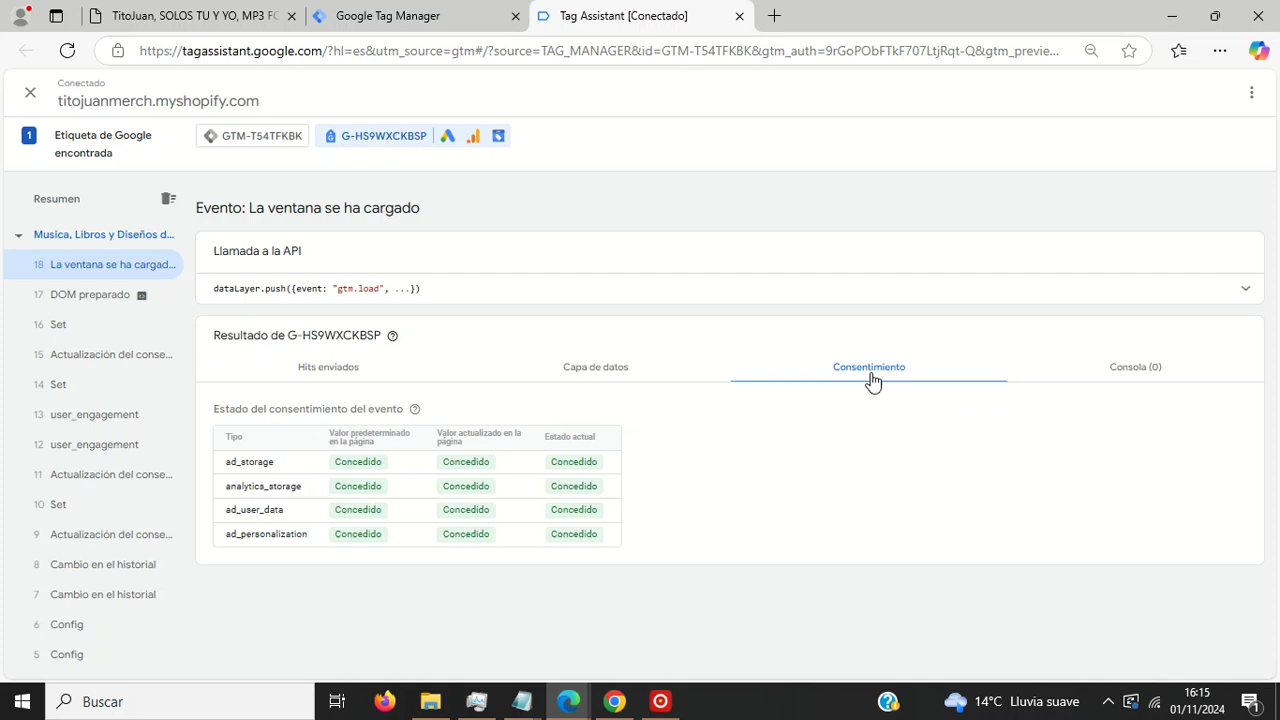 TitoJuan, SOLOS TU Y YO, MP3 FC
Google Tag Manager
Tag Assistant [Conectado]
https://tagassistant.google.com/?hl=es&utm_source=gtm#/?source=TAG_MANAGER&id=GTM-T54TFKBK&gtm_auth=9rGoPObFTkF707LtjRqt-Q&gtm_previe...
Conectado
titojuanmerch.myshopify.com
1
Etiqueta de Google
encontrada
GTM-T54TFKBK
G-HS9WXCKBSP
Resumen
Musica, Libros y Diseños d...
18 La ventana se ha cargad...
17 DOM preparado
16 Set
15 Actualización del conse...
14 Set
13 user_engagement
12 user_engagement
11 Actualización del conse...
10 Set
9 Actualización del conse...
8 Cambio en el historial
7 Cambio en el historial
6 Config
5 Config
Evento: La ventana se ha cargado
Llamada a la API
dataLayer.push({event: "gtm.load", ...})
Resultado de G-HS9WXCKBSP
Hits enviados
Capa de datos
Consentimiento
Consola (0)
Estado del consentimiento del evento
Tipo
Valor predeterminado
en la página
Valor actualizado en la
página
Estado actual
ad_storage Concedido Concedido Concedido
analytics_storage Concedido Concedido Concedido
ad_user_data Concedido Concedido Concedido
ad_personalization Concedido Concedido Concedido
Buscar
14°C Lluvia suave
16:15
01/11/2024
1